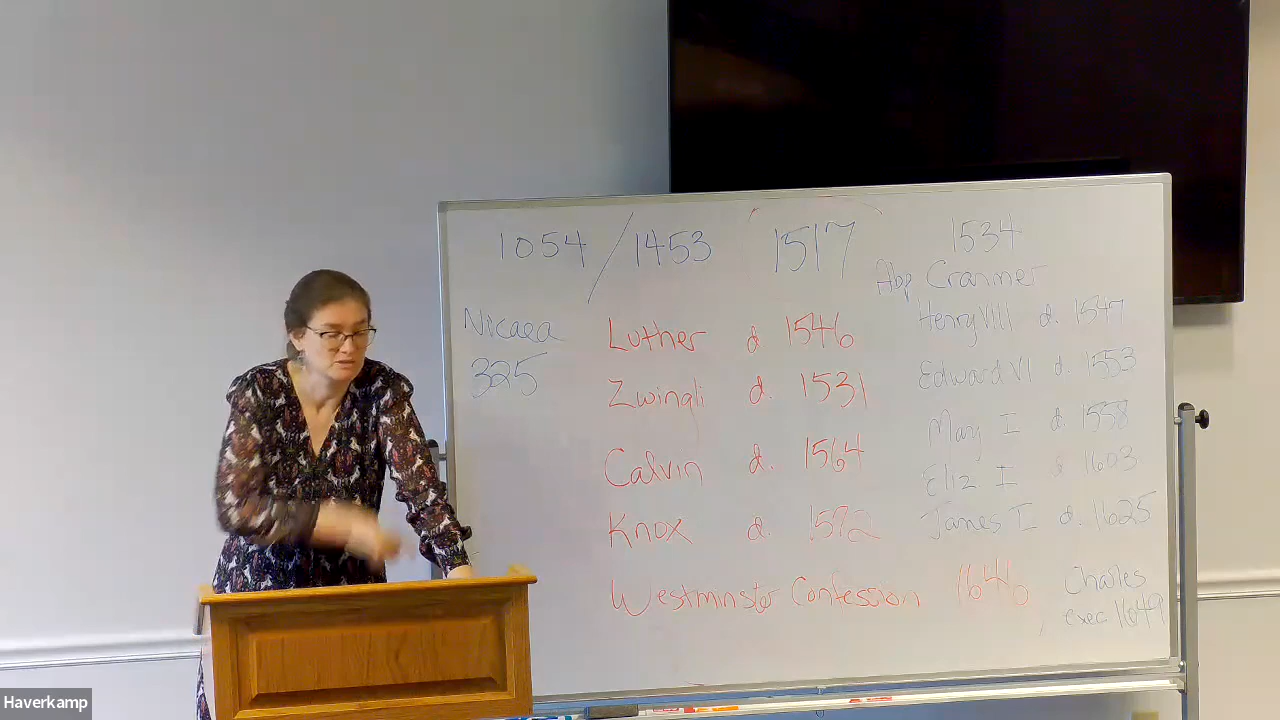 1054 / 1453 1517 1534
Abp Cranmer
Nicaea
325
Luther d 1546
Zwingli d. 1531
Calvin d. 1564
Knox d. 1572
Westminster Confession 1646
Henry VIII d. 1547
Edward VI d. 1553
Mary I d. 1558
Eliz I d 1603
James I d. 1625
Charles
exec 1649
Haverkamp